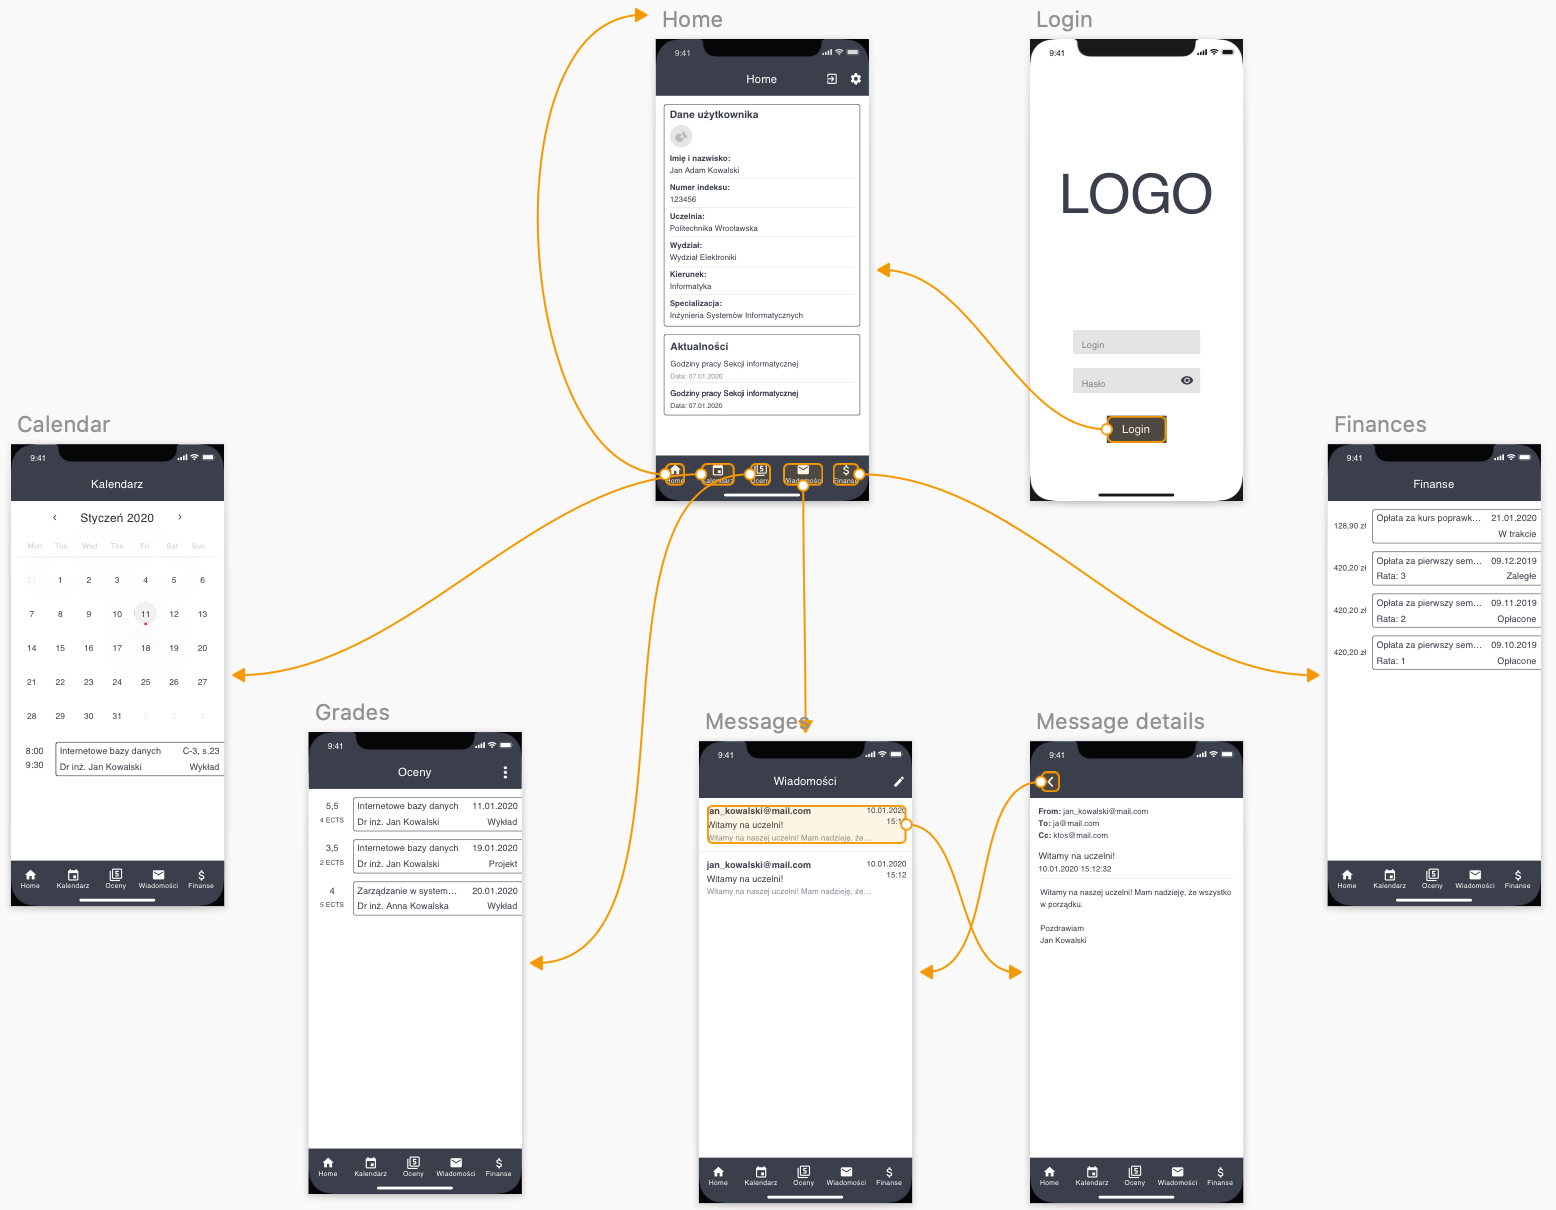 Home
9:41
Home
Dane użytkownika
Imię i nazwisko:
Jan Adam Kowalski
Numer indeksu:
123456
Uczelnia:
Politechnika Wrocławska
Wydział:
Wydział Elektroniki
Kierunek:
Informatyka
Specjalizacja:
Inżynieria Systemów Informatycznych
Aktualności
Godziny pracy Sekcji informatycznej
Data: 07.01.2020
Godziny pracy Sekcji informatycznej
Data: 07.01.2020
Home Kalendarz Oceny Wiadomości Finanse
Login
9:41
LOGO
Login
Hasło
Login
Calendar
9:41
Kalendarz
‹ Styczeń 2020 ›
Mon Tus Wed Thu Fri Sat Sun
31 1 2 3 4 5 6
7 8 9 10 11 12 13
14 15 16 17 18 19 20
21 22 23 24 25 26 27
28 29 30 31 1 2 3
8:00 Internetowe bazy danych C-3, s.23
9:30 Dr inż. Jan Kowalski Wykład
Home Kalendarz Oceny Wiadomości Finanse
Grades
9:41
Oceny
5,5 Internetowe bazy danych 11.01.2020
4 ECTS Dr inż. Jan Kowalski Wykład
3,5 Internetowe bazy danych 19.01.2020
2 ECTS Dr inż. Jan Kowalski Projekt
4 Zarządzanie w system... 20.01.2020
5 ECTS Dr inż. Anna Kowalska Wykład
Home Kalendarz Oceny Wiadomości Finanse
Messages
9:41
Wiadomości
jan_kowalski@mail.com 10.01.2020
Witamy na uczelni!
Witamy na naszej uczelni! Mam nadzieję, że...
jan_kowalski@mail.com 10.01.2020
Witamy na uczelni! 15:12
Witamy na naszej uczelni! Mam nadzieję, że...
Home Kalendarz Oceny Wiadomości Finanse
Message details
9:41
From: jan_kowalski@mail.com
To: ja@mail.com
Cc: ktos@mail.com
Witamy na uczelni!
10.01.2020 15:12:32
Witamy na naszej uczelni! Mam nadzieję, że wszystko
w porządku.
Pozdrawiam
Jan Kowalski
Home Kalendarz Oceny Wiadomości Finanse
Finances
9:41
Finanse
128,90 zł Opłata za kurs poprawk... 21.01.2020
W trakcie
420,20 zł Opłata za pierwszy sem... 09.12.2019
Rata: 3 Zaległe
420,20 zł Opłata za pierwszy sem... 09.11.2019
Rata: 2 Opłacone
420,20 zł Opłata za pierwszy sem... 09.10.2019
Rata: 1 Opłacone
Home Kalendarz Oceny Wiadomości Finanse